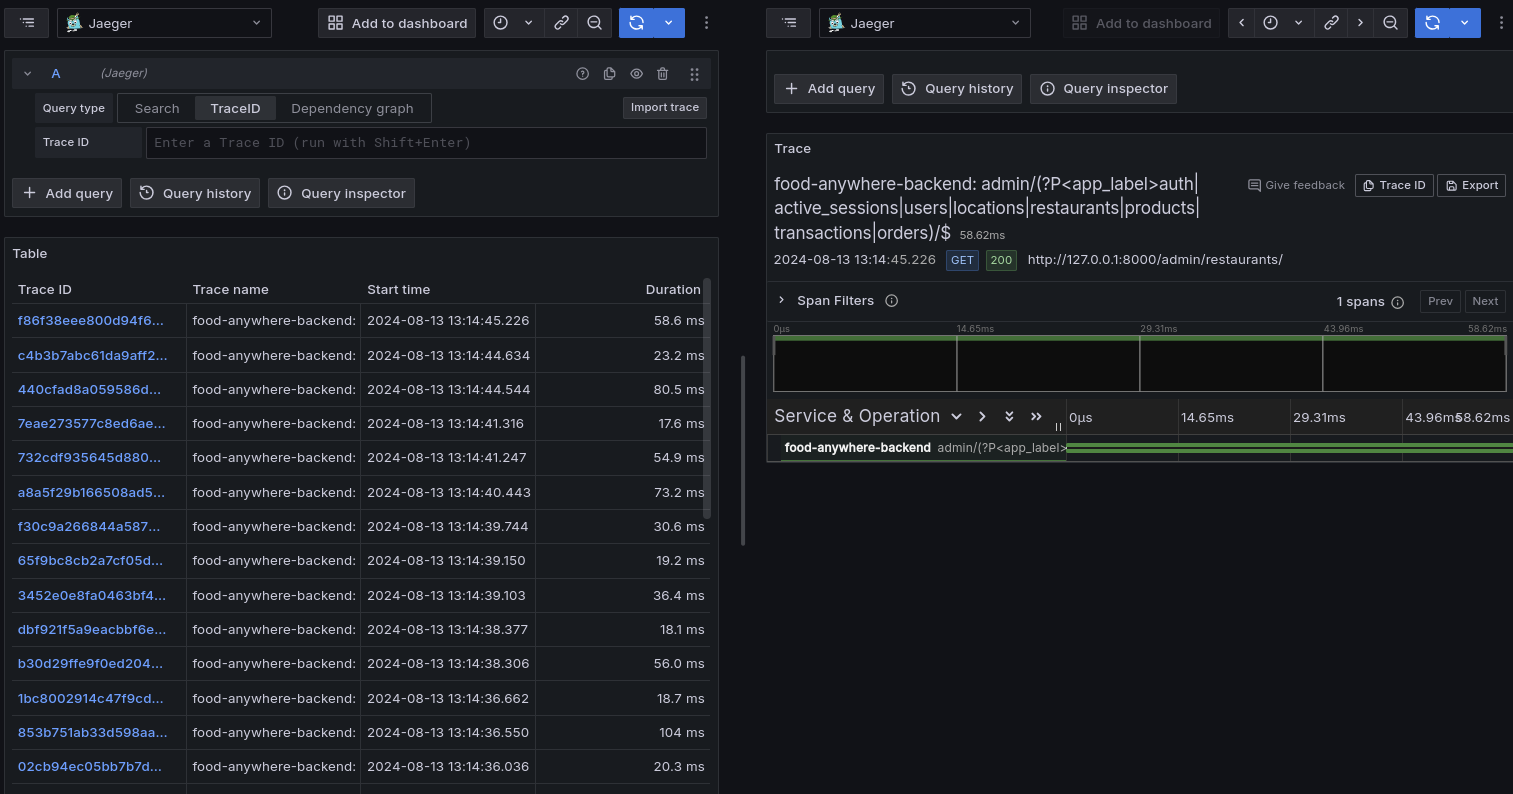 Jaeger
Add to dashboard
A (Jaeger)
Query type Search TraceID Dependency graph Import trace
Trace ID Enter a Trace ID (run with Shift+Enter)
Add query Query history Query inspector
Table
Trace ID Trace name Start time Duration
f86f38eee800d94f6... food-anywhere-backend: 2024-08-13 13:14:45.226 58.6 ms
c4b3b7abc61da9aff2... food-anywhere-backend: 2024-08-13 13:14:44.634 23.2 ms
440cfad8a059586d... food-anywhere-backend: 2024-08-13 13:14:44.544 80.5 ms
7eae273577c8ed6ae... food-anywhere-backend: 2024-08-13 13:14:41.316 17.6 ms
732cdf935645d880... food-anywhere-backend: 2024-08-13 13:14:41.247 54.9 ms
a8a5f29b166508ad5... food-anywhere-backend: 2024-08-13 13:14:40.443 73.2 ms
f30c9a266844a587... food-anywhere-backend: 2024-08-13 13:14:39.744 30.6 ms
65f9bc8cb2a7cf05d... food-anywhere-backend: 2024-08-13 13:14:39.150 19.2 ms
3452e0e8fa0463bf4... food-anywhere-backend: 2024-08-13 13:14:39.103 36.4 ms
dbf921f5a9eacbbf6e... food-anywhere-backend: 2024-08-13 13:14:38.377 18.1 ms
b30d29ffe9f0ed204... food-anywhere-backend: 2024-08-13 13:14:38.306 56.0 ms
1bc8002914c47f9cd... food-anywhere-backend: 2024-08-13 13:14:36.662 18.7 ms
853b751ab33d598aa... food-anywhere-backend: 2024-08-13 13:14:36.550 104 ms
02cb94ec05bb7b7d... food-anywhere-backend: 2024-08-13 13:14:36.036 20.3 ms
Jaeger
Add to dashboard
Add query Query history Query inspector
Trace
food-anywhere-backend: admin/(?P<app_label>auth|
active_sessions|users|locations|restaurants|products|
transactions|orders)/$ 58.62ms
Give feedback Trace ID Export
2024-08-13 13:14:45.226 GET 200 http://127.0.0.1:8000/admin/restaurants/
Span Filters 1 spans Prev Next
0μs 14.65ms 29.31ms 43.96ms 58.62ms
Service & Operation 0μs 14.65ms 29.31ms 43.96ms 58.62ms
food-anywhere-backend admin/(?P<app_label>